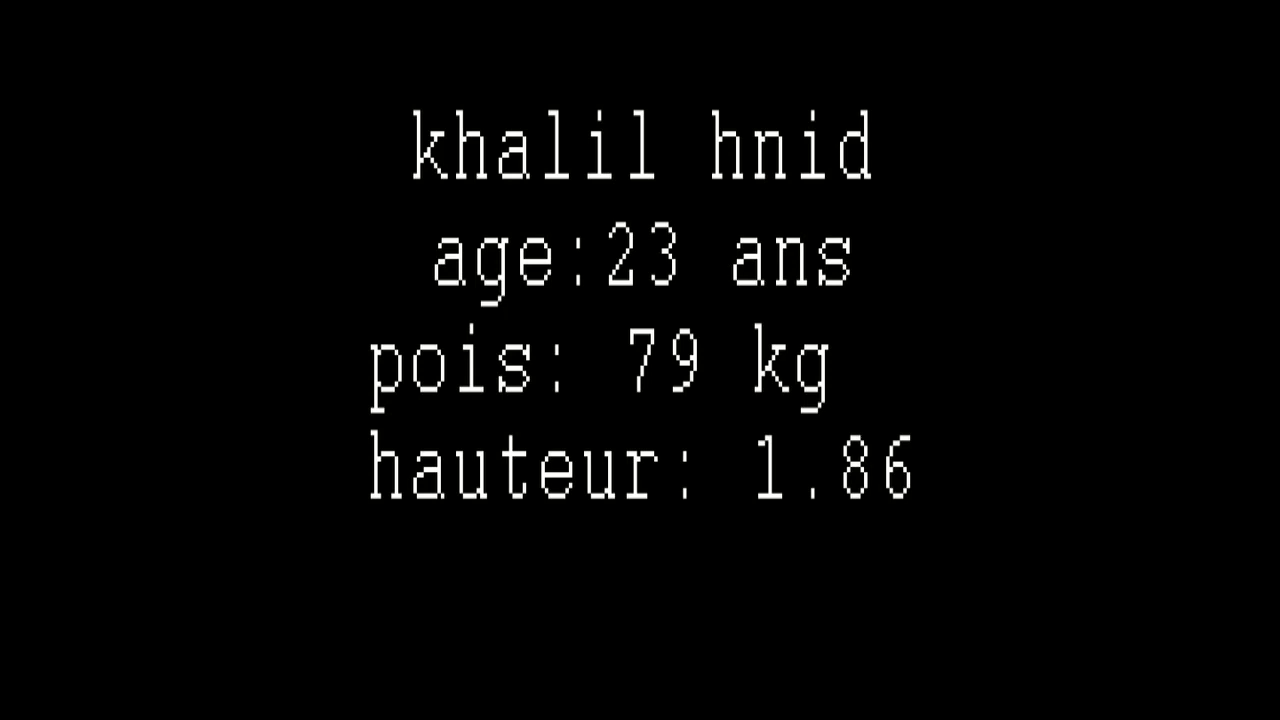 khalil hnid
age:23 ans
pois: 79 kg
hauteur: 1.86